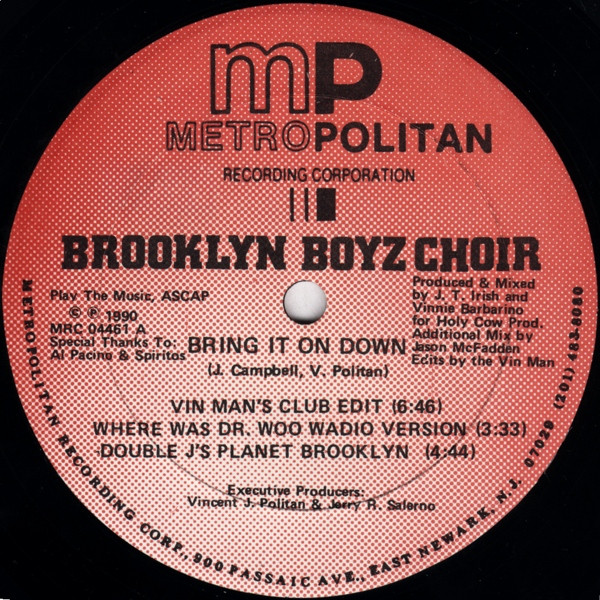 mP
METROPOLITAN
RECORDING CORPORATION
BROOKLYN BOYZ CHOIR
Play The Music, ASCAP
© ℗ 1990
MRC 04461 A
Special Thanks To:
Al Pacino & Spiritos
Produced & Mixed
by J. T. Irish and
Vinnie Barbarino
for Holy Cow Prod.
Additional Mix by
Jason McFadden
Edits by the Vin Man
BRING IT ON DOWN
(J. Campbell, V. Politan)
VIN MAN'S CLUB EDIT (6:46)
WHERE WAS DR. WOO WADIO VERSION (3:33)
DOUBLE J'S PLANET BROOKLYN (4:44)
Executive Producers:
Vincent J. Politan & Jerry R. Salerno
METROPOLITAN RECORDING CORP., 900 PASSAIC AVE., EAST NEWARK, N.J. 07029 (201) 483-8080